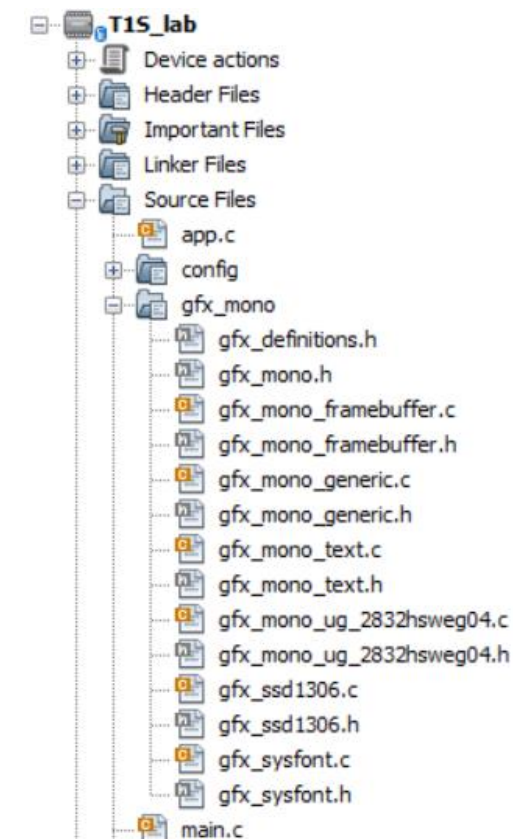 T1S_lab
Device actions
Header Files
Important Files
Linker Files
Source Files
app.c
config
gfx_mono
gfx_definitions.h
gfx_mono.h
gfx_mono_framebuffer.c
gfx_mono_framebuffer.h
gfx_mono_generic.c
gfx_mono_generic.h
gfx_mono_text.c
gfx_mono_text.h
gfx_mono_ug_2832hsweg04.c
gfx_mono_ug_2832hsweg04.h
gfx_ssd1306.c
gfx_ssd1306.h
gfx_sysfont.c
gfx_sysfont.h
main.c